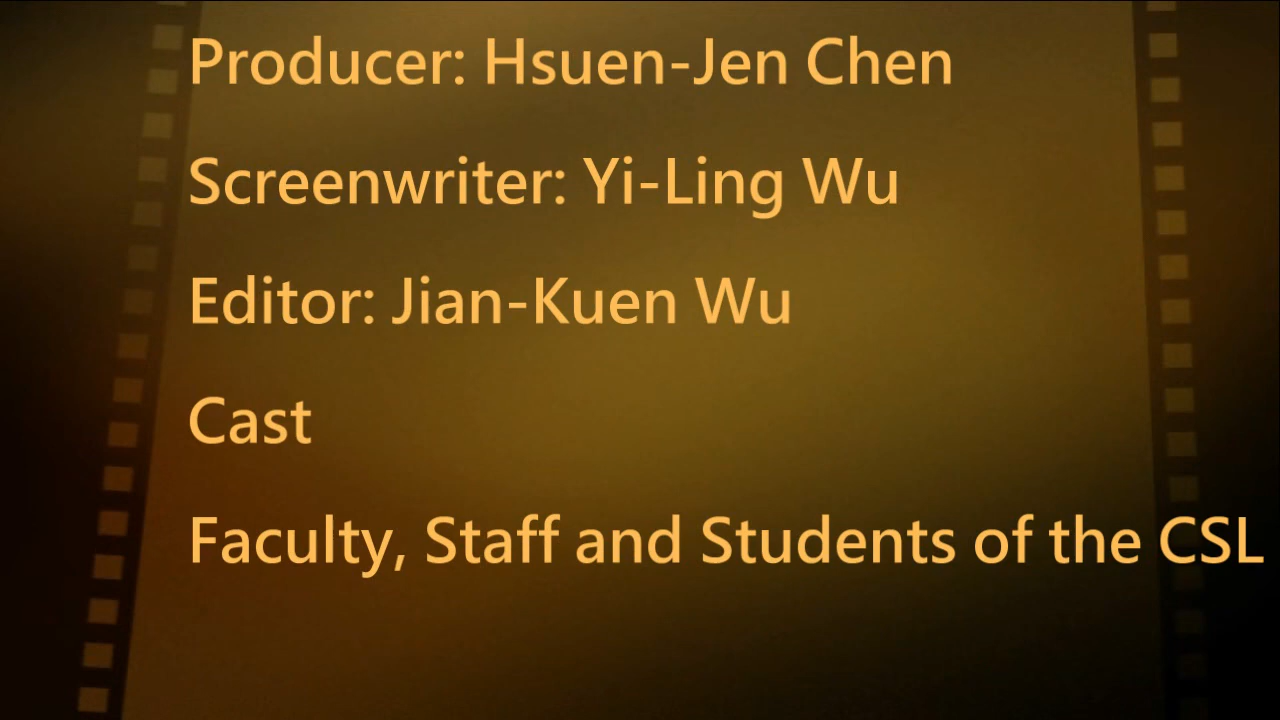 Producer: Hsuen-Jen Chen
Screenwriter: Yi-Ling Wu
Editor: Jian-Kuen Wu
Cast
Faculty, Staff and Students of the CSL